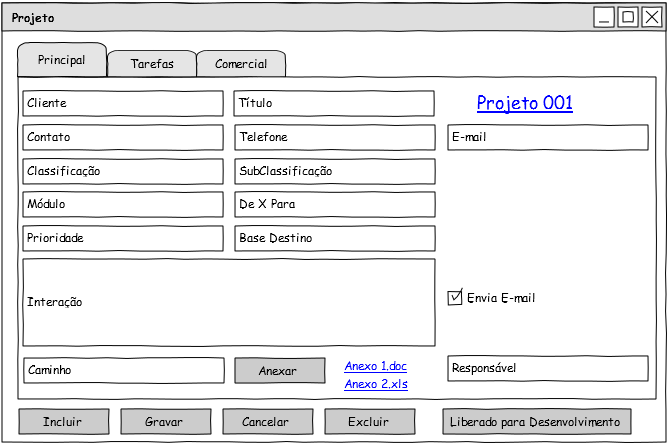 Projeto
Principal
Tarefas
Comercial
Cliente
Título
Projeto 001
Contato
Telefone
E-mail
Classificação
SubClassificação
Módulo
De X Para
Prioridade
Base Destino
Interação
Envia E-mail
Caminho
Anexar
Anexo 1.doc
Anexo 2.xls
Responsável
Incluir
Gravar
Cancelar
Excluir
Liberado para Desenvolvimento